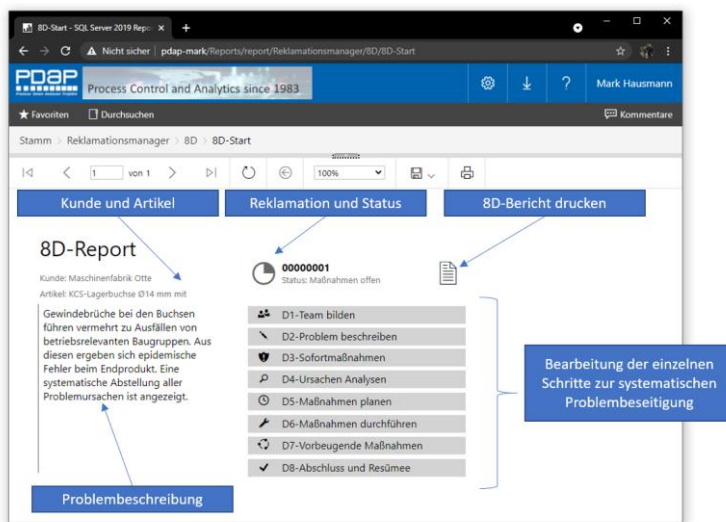 8D-Start - SQL Server 2019 Repo
Nicht sicher | pdap-mark/Reports/report/Reklamationsmanager/8D/8D-Start
PDAP
Process Control and Analytics since 1983
Mark Hausmann
Favoriten Durchsuchen Kommentare
Stamm > Reklamationsmanager > 8D > 8D-Start
1 von 1 100%
Kunde und Artikel
Reklamation und Status
8D-Bericht drucken
8D-Report
Kunde: Maschinenfabrik Otte
Artikel: KCS-Lagerbuchse Ø14 mm mit
Gewindebrüche bei den Buchsen
führen vermehrt zu Ausfällen von
betriebsrelevanten Baugruppen. Aus
diesen ergeben sich epidemische
Fehler beim Endprodukt. Eine
systematische Abstellung aller
Problemursachen ist angezeigt.
00000001
Status: Maßnahmen offen
D1-Team bilden
D2-Problem beschreiben
D3-Sofortmaßnahmen
D4-Ursachen Analysen
D5-Maßnahmen planen
D6-Maßnahmen durchführen
D7-Vorbeugende Maßnahmen
D8-Abschluss und Resümee
Bearbeitung der einzelnen
Schritte zur systematischen
Problembeseitigung
Problembeschreibung